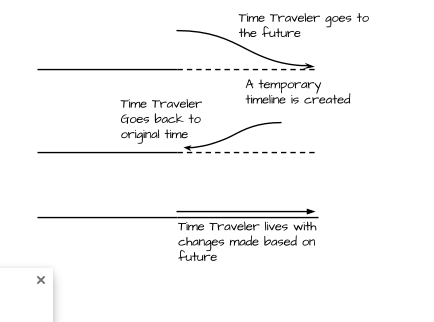 Time Traveler goes to
the future
A temporary
timeline is created
Time Traveler
Goes back to
original time
Time Traveler lives with
changes made based on
future